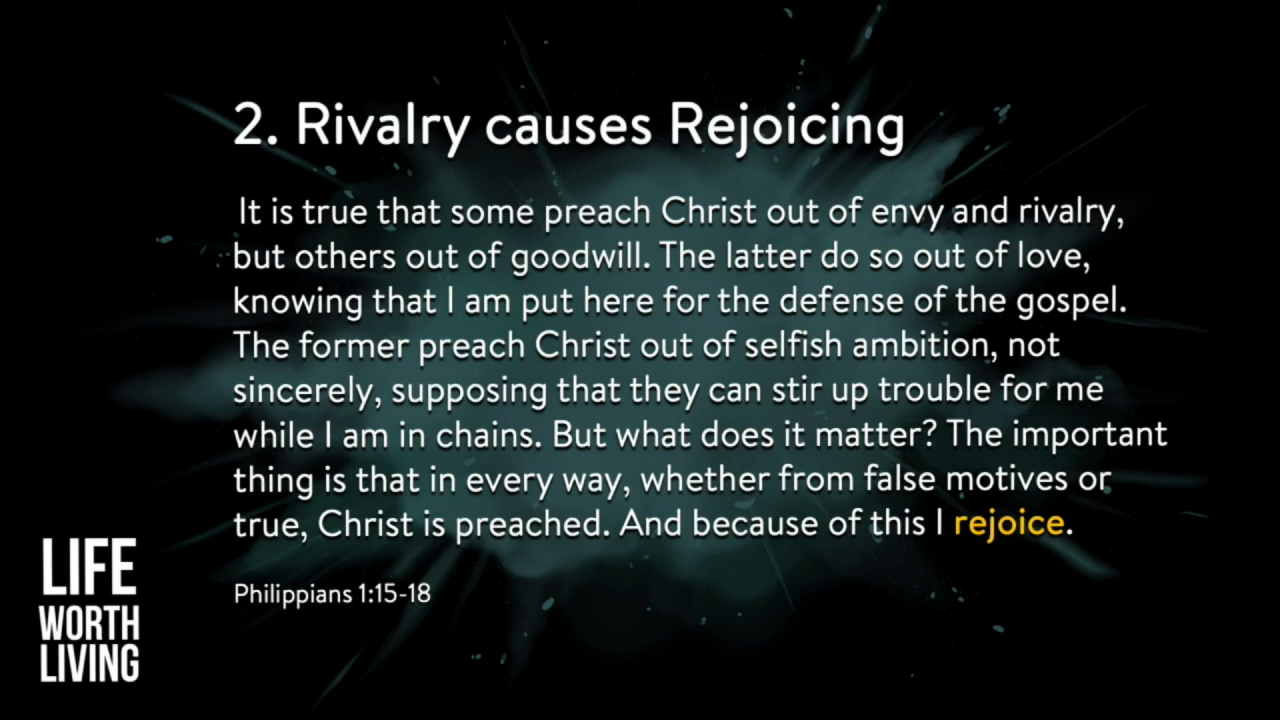 2. Rivalry causes Rejoicing
It is true that some preach Christ out of envy and rivalry,
but others out of goodwill. The latter do so out of love,
knowing that I am put here for the defense of the gospel.
The former preach Christ out of selfish ambition, not
sincerely, supposing that they can stir up trouble for me
while I am in chains. But what does it matter? The important
thing is that in every way, whether from false motives or
true, Christ is preached. And because of this I rejoice.
Philippians 1:15-18
LIFE
WORTH
LIVING